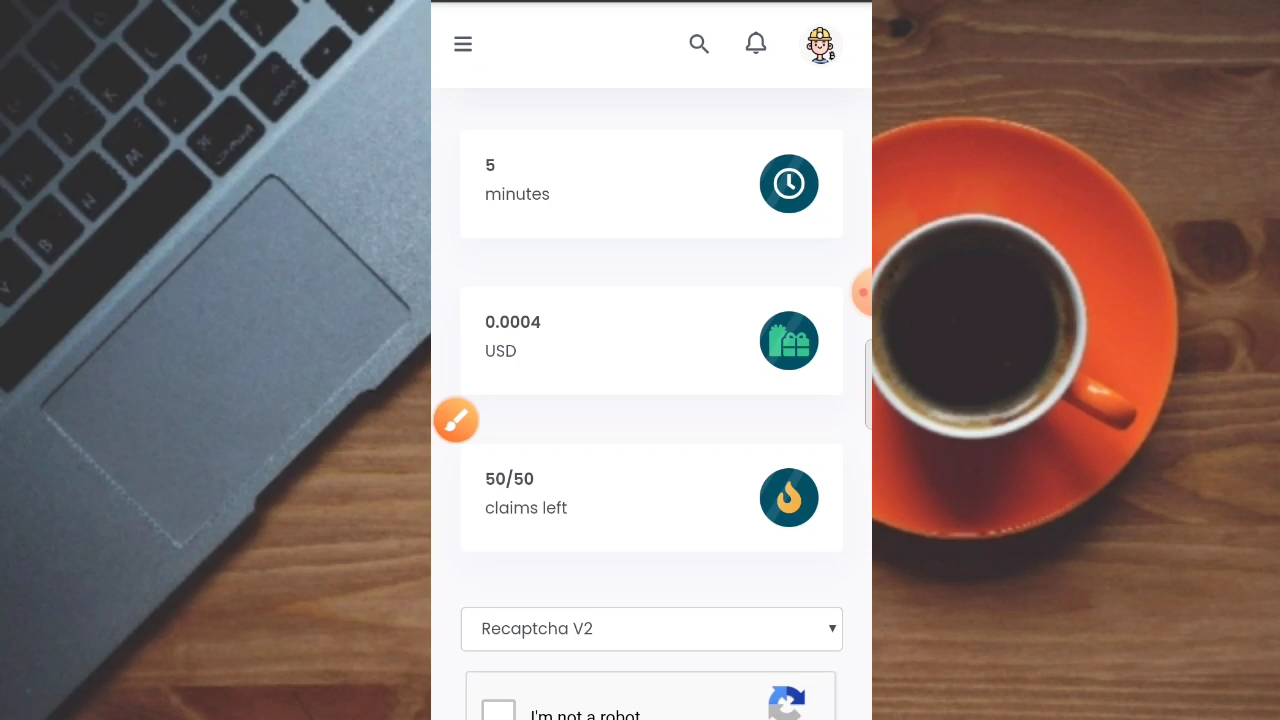 5
minutes
0.0004
USD
50/50
claims left
Recaptcha V2
I'm not a robot